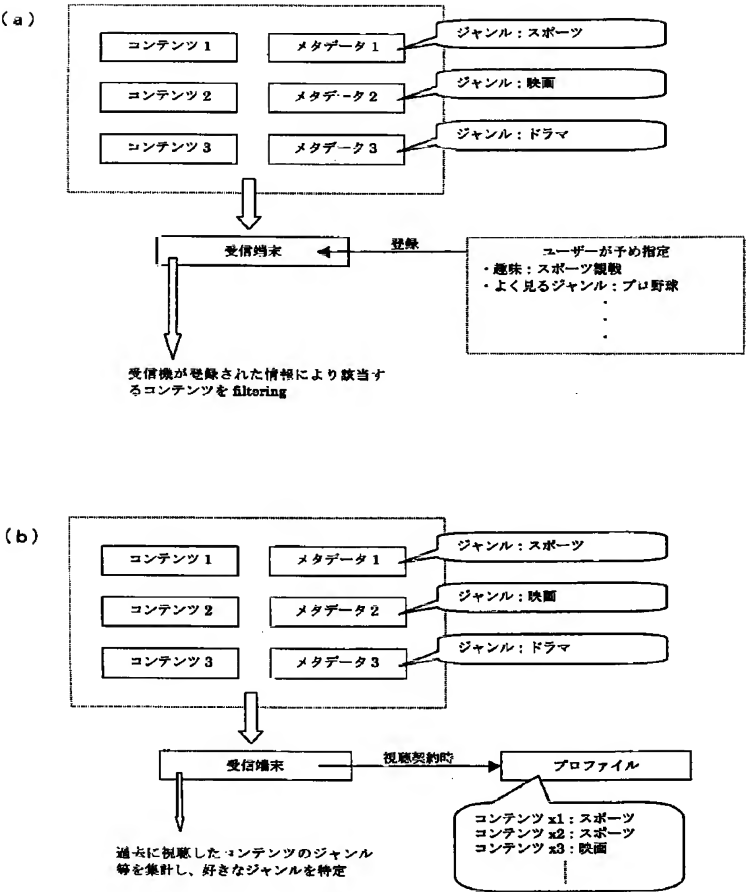 (a)
コンテンツ1
メタデータ1
ジャンル：スポーツ
コンテンツ2
メタデータ2
ジャンル：映画
コンテンツ3
メタデータ3
ジャンル：ドラマ
受信端末
登録
ユーザーが予め指定
・趣味：スポーツ観戦
・よく見るジャンル：プロ野球
受信機が登録された情報により該当す
るコンテンツを filtering
(b)
コンテンツ1
メタデータ1
ジャンル：スポーツ
コンテンツ2
メタデータ2
ジャンル：映画
コンテンツ3
メタデータ3
ジャンル：ドラマ
受信端末
視聴契約時
プロファイル
コンテンツ x1：スポーツ
コンテンツ x2：スポーツ
コンテンツ x3：映画
過去に視聴したコンテンツのジャンル
等を集計し、好きなジャンルを特定